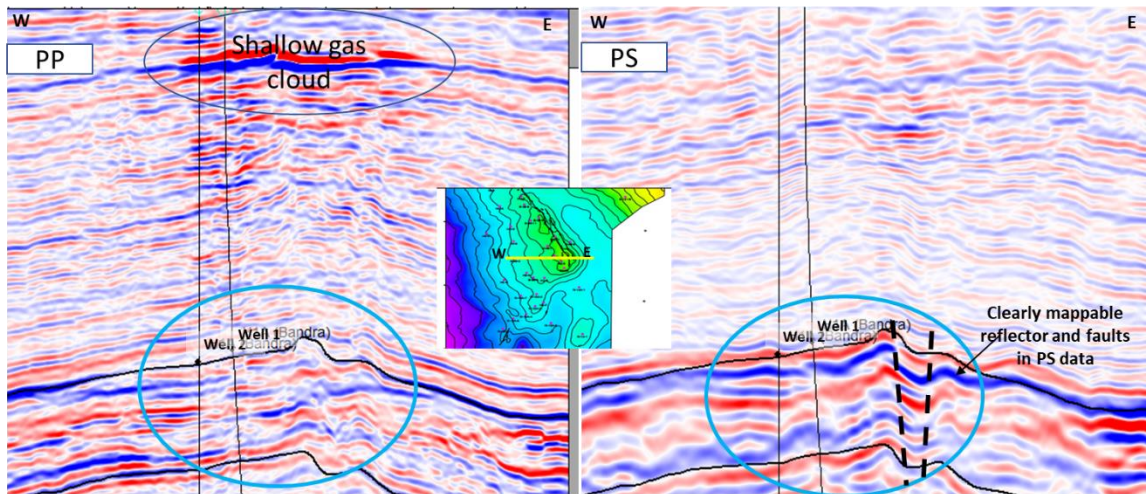 W
E
PP
Shallow gas
cloud
Well 1 Bandra)
Well 2 Bandra)
W
E
W
E
PS
Well 1 Bandra)
Well 2 Bandra)
Clearly mappable
reflector and faults
in PS data